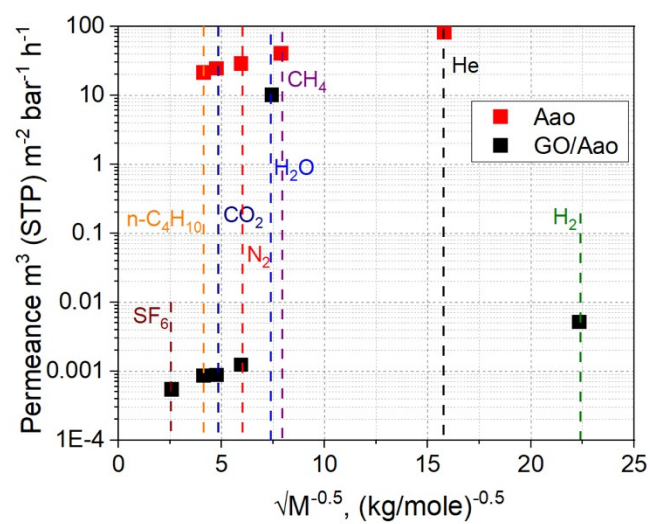 100
10
1
0.1
0.01
0.001
1E-4
Permeance m³ (STP) m⁻² bar⁻¹ h⁻¹
SF₆
n-C₄H₁₀
CO₂
N₂
H₂O
CH₄
He
H₂
Aao
GO/Aao
0 5 10 15 20 25
√M⁻⁰·⁵, (kg/mole)⁻⁰·⁵